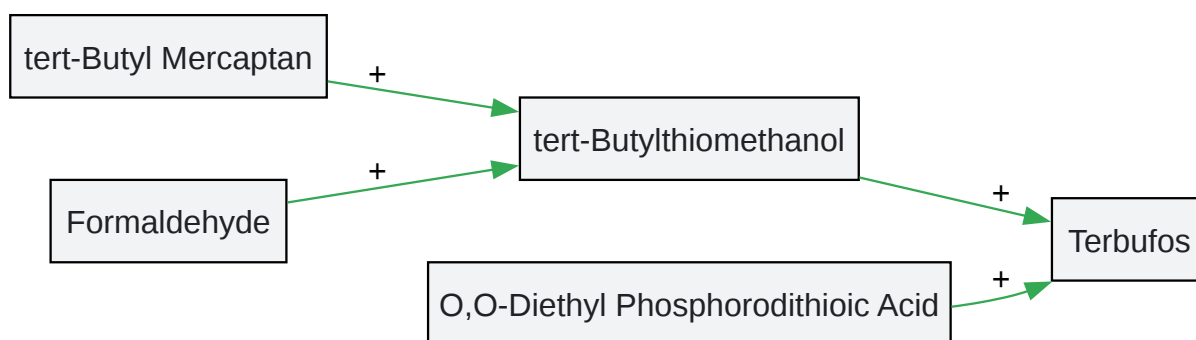 tert-Butyl Mercaptan
+
tert-Butylthiomethanol
+
Formaldehyde
+
Terbufos
+
O,O-Diethyl Phosphorodithioic Acid